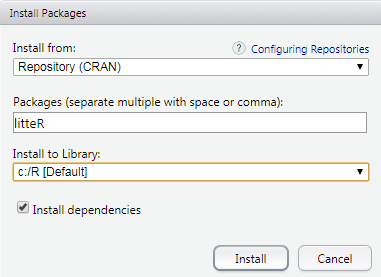 Install Packages
Install from:
? Configuring Repositories
Repository (CRAN)
Packages (separate multiple with space or comma):
litteR
Install to Library:
c:/R [Default]
Install dependencies
Install
Cancel